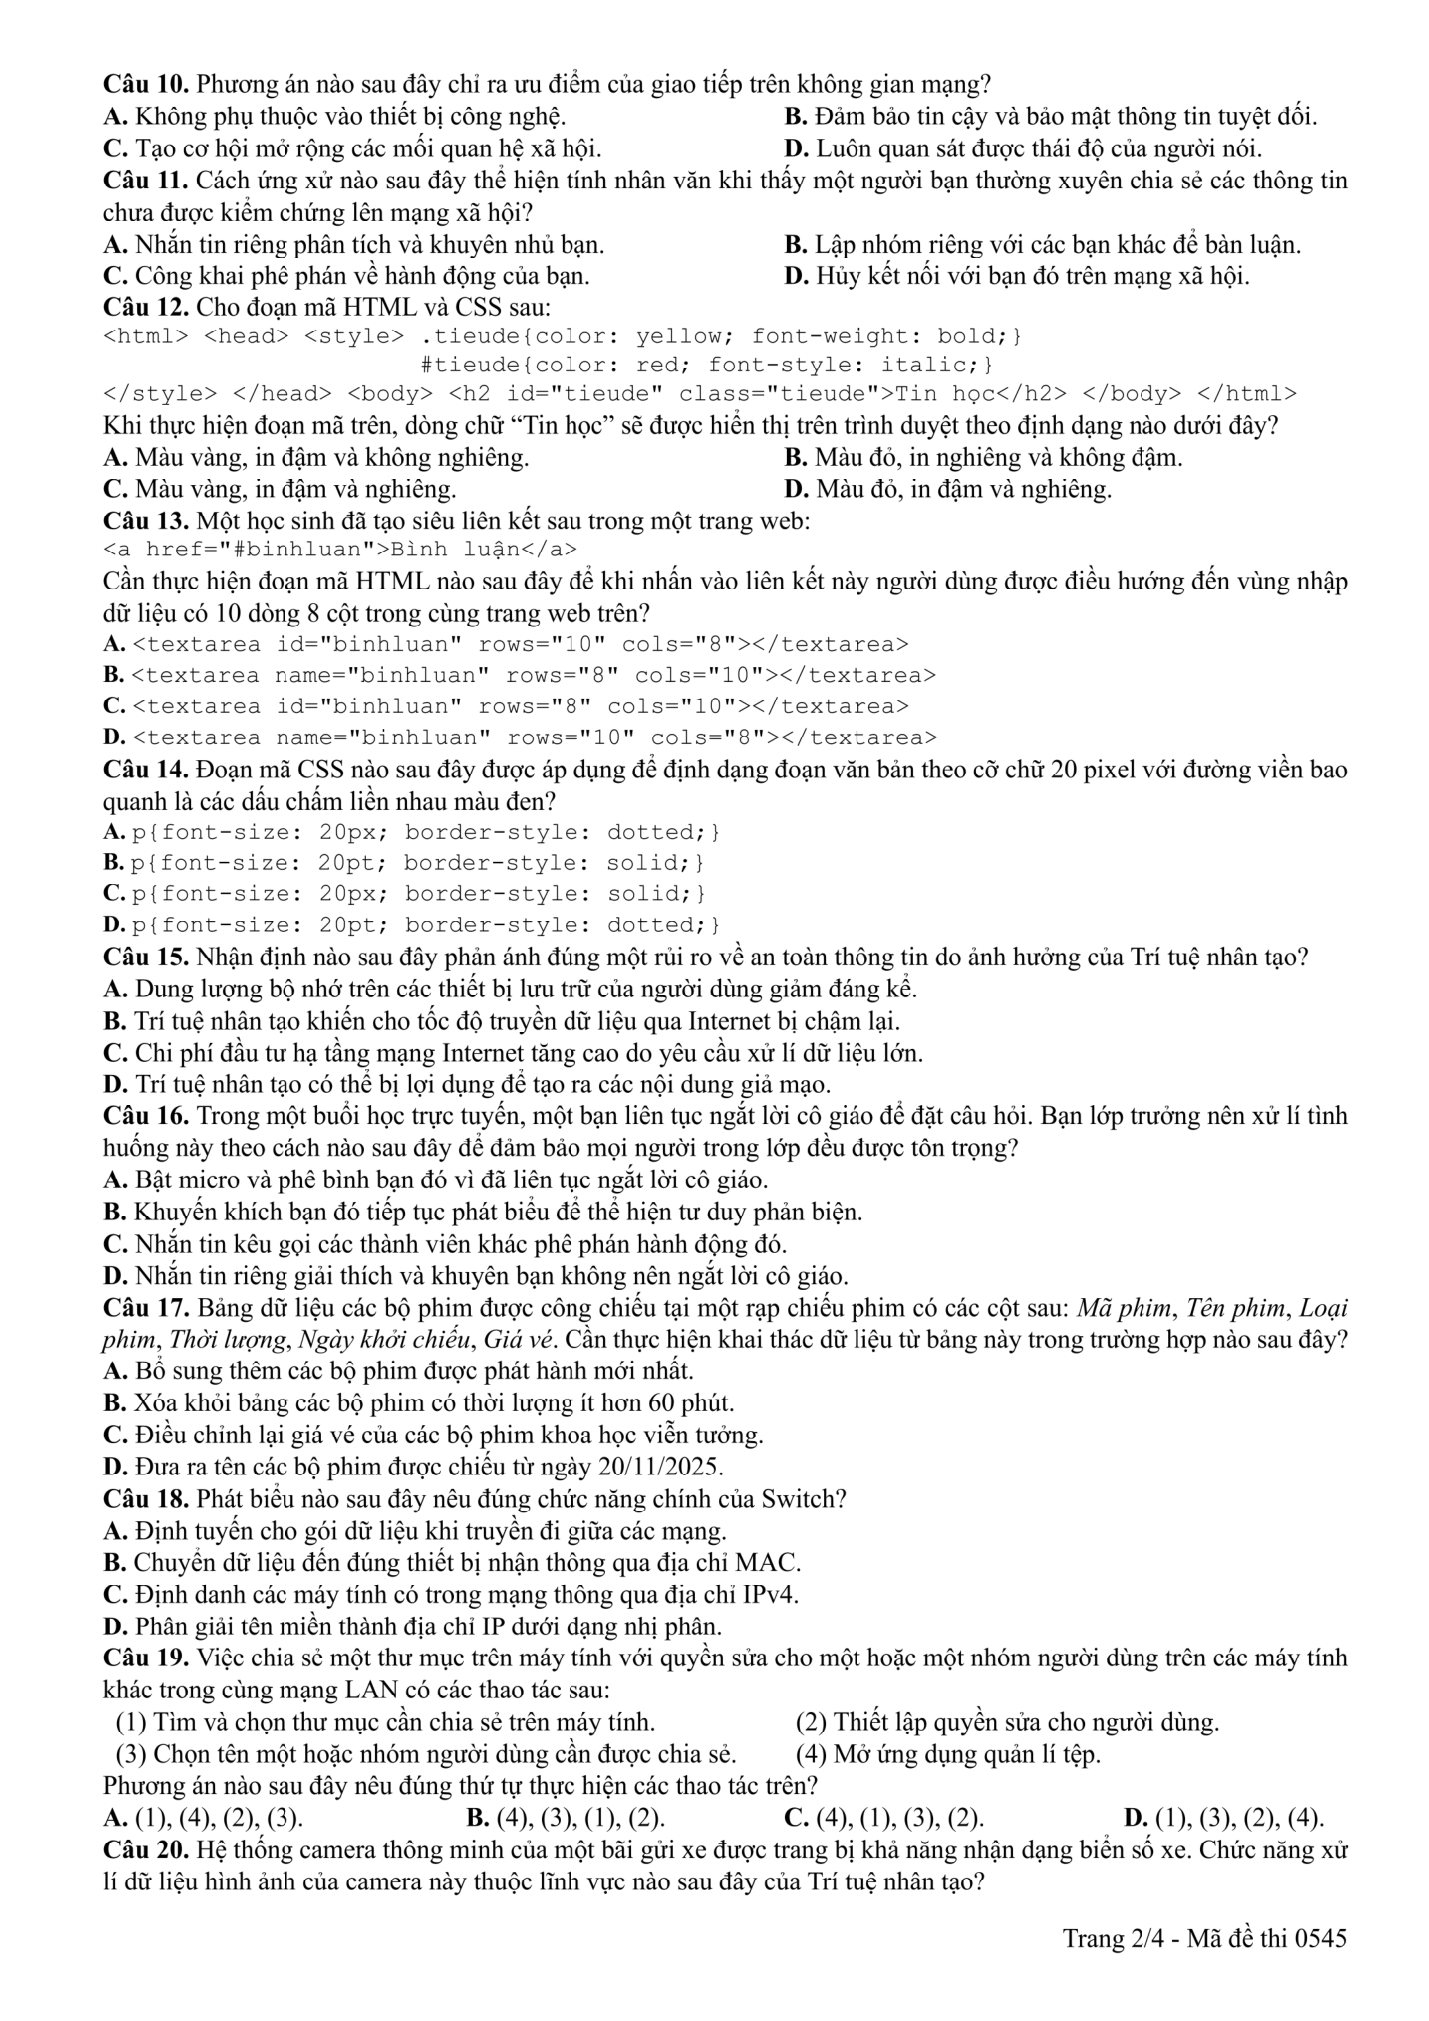 Câu 10. Phương án nào sau đây chỉ ra ưu điểm của giao tiếp trên không gian mạng?
A. Không phụ thuộc vào thiết bị công nghệ. B. Đảm bảo tin cậy và bảo mật thông tin tuyệt đối.
C. Tạo cơ hội mở rộng các mối quan hệ xã hội. D. Luôn quan sát được thái độ của người nói.
Câu 11. Cách ứng xử nào sau đây thể hiện tính nhân văn khi thấy một người bạn thường xuyên chia sẻ các thông tin
chưa được kiểm chứng lên mạng xã hội?
A. Nhắn tin riêng phân tích và khuyên nhủ bạn. B. Lập nhóm riêng với các bạn khác để bàn luận.
C. Công khai phê phán về hành động của bạn. D. Hủy kết nối với bạn đó trên mạng xã hội.
Câu 12. Cho đoạn mã HTML và CSS sau:
<html> <head> <style> .tieude{color: yellow; font-weight: bold;}
#tieude{color: red; font-style: italic;}
</style> </head> <body> <h2 id="tieude" class="tieude">Tin học</h2> </body> </html>
Khi thực hiện đoạn mã trên, dòng chữ “Tin học” sẽ được hiển thị trên trình duyệt theo định dạng nào dưới đây?
A. Màu vàng, in đậm và không nghiêng. B. Màu đỏ, in nghiêng và không đậm.
C. Màu vàng, in đậm và nghiêng. D. Màu đỏ, in đậm và nghiêng.
Câu 13. Một học sinh đã tạo siêu liên kết sau trong một trang web:
<a href="#binhluan">Bình luận</a>
Cần thực hiện đoạn mã HTML nào sau đây để khi nhấn vào liên kết này người dùng được điều hướng đến vùng nhập
dữ liệu có 10 dòng 8 cột trong cùng trang web trên?
A. <textarea id="binhluan" rows="10" cols="8"></textarea>
B. <textarea name="binhluan" rows="8" cols="10"></textarea>
C. <textarea id="binhluan" rows="8" cols="10"></textarea>
D. <textarea name="binhluan" rows="10" cols="8"></textarea>
Câu 14. Đoạn mã CSS nào sau đây được áp dụng để định dạng đoạn văn bản theo cỡ chữ 20 pixel với đường viền bao
quanh là các dấu chấm liền nhau màu đen?
A. p{font-size: 20px; border-style: dotted;}
B. p{font-size: 20pt; border-style: solid;}
C. p{font-size: 20px; border-style: solid;}
D. p{font-size: 20pt; border-style: dotted;}
Câu 15. Nhận định nào sau đây phản ánh đúng một rủi ro về an toàn thông tin do ảnh hưởng của Trí tuệ nhân tạo?
A. Dung lượng bộ nhớ trên các thiết bị lưu trữ của người dùng giảm đáng kể.
B. Trí tuệ nhân tạo khiến cho tốc độ truyền dữ liệu qua Internet bị chậm lại.
C. Chi phí đầu tư hạ tầng mạng Internet tăng cao do yêu cầu xử lí dữ liệu lớn.
D. Trí tuệ nhân tạo có thể bị lợi dụng để tạo ra các nội dung giả mạo.
Câu 16. Trong một buổi học trực tuyến, một bạn liên tục ngắt lời cô giáo để đặt câu hỏi. Bạn lớp trưởng nên xử lí tình
huống này theo cách nào sau đây để đảm bảo mọi người trong lớp đều được tôn trọng?
A. Bật micro và phê bình bạn đó vì đã liên tục ngắt lời cô giáo.
B. Khuyến khích bạn đó tiếp tục phát biểu để thể hiện tư duy phản biện.
C. Nhắn tin kêu gọi các thành viên khác phê phán hành động đó.
D. Nhắn tin riêng giải thích và khuyên bạn không nên ngắt lời cô giáo.
Câu 17. Bảng dữ liệu các bộ phim được công chiếu tại một rạp chiếu phim có các cột sau: Mã phim, Tên phim, Loại
phim, Thời lượng, Ngày khởi chiếu, Giá vé. Cần thực hiện khai thác dữ liệu từ bảng này trong trường hợp nào sau đây?
A. Bổ sung thêm các bộ phim được phát hành mới nhất.
B. Xóa khỏi bảng các bộ phim có thời lượng ít hơn 60 phút.
C. Điều chỉnh lại giá vé của các bộ phim khoa học viễn tưởng.
D. Đưa ra tên các bộ phim được chiếu từ ngày 20/11/2025.
Câu 18. Phát biểu nào sau đây nêu đúng chức năng chính của Switch?
A. Định tuyến cho gói dữ liệu khi truyền đi giữa các mạng.
B. Chuyển dữ liệu đến đúng thiết bị nhận thông qua địa chỉ MAC.
C. Định danh các máy tính có trong mạng thông qua địa chỉ IPv4.
D. Phân giải tên miền thành địa chỉ IP dưới dạng nhị phân.
Câu 19. Việc chia sẻ một thư mục trên máy tính với quyền sửa cho một hoặc một nhóm người dùng trên các máy tính
khác trong cùng mạng LAN có các thao tác sau:
(1) Tìm và chọn thư mục cần chia sẻ trên máy tính. (2) Thiết lập quyền sửa cho người dùng.
(3) Chọn tên một hoặc nhóm người dùng cần được chia sẻ. (4) Mở ứng dụng quản lí tệp.
Phương án nào sau đây nêu đúng thứ tự thực hiện các thao tác trên?
A. (1), (4), (2), (3). B. (4), (3), (1), (2). C. (4), (1), (3), (2). D. (1), (3), (2), (4).
Câu 20. Hệ thống camera thông minh của một bãi gửi xe được trang bị khả năng nhận dạng biển số xe. Chức năng xử
lí dữ liệu hình ảnh của camera này thuộc lĩnh vực nào sau đây của Trí tuệ nhân tạo?
Trang 2/4 - Mã đề thi 0545